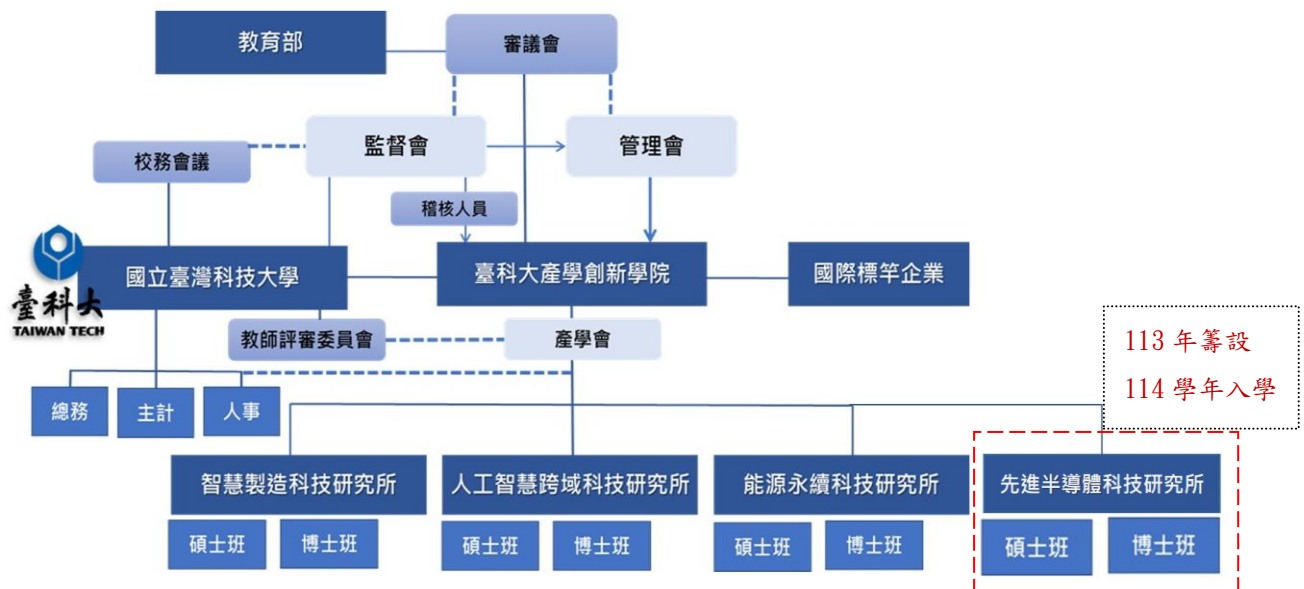 教育部
審議會
監督會
管理會
校務會議
稽核人員
國立臺灣科技大學
臺科大產學創新學院
國際標竿企業
臺科大
TAIWAN TECH
教師評審委員會
產學會
113 年籌設
114 學年入學
總務
主計
人事
智慧製造科技研究所
人工智慧跨域科技研究所
能源永續科技研究所
先進半導體科技研究所
碩士班
博士班
碩士班
博士班
碩士班
博士班
碩士班
博士班